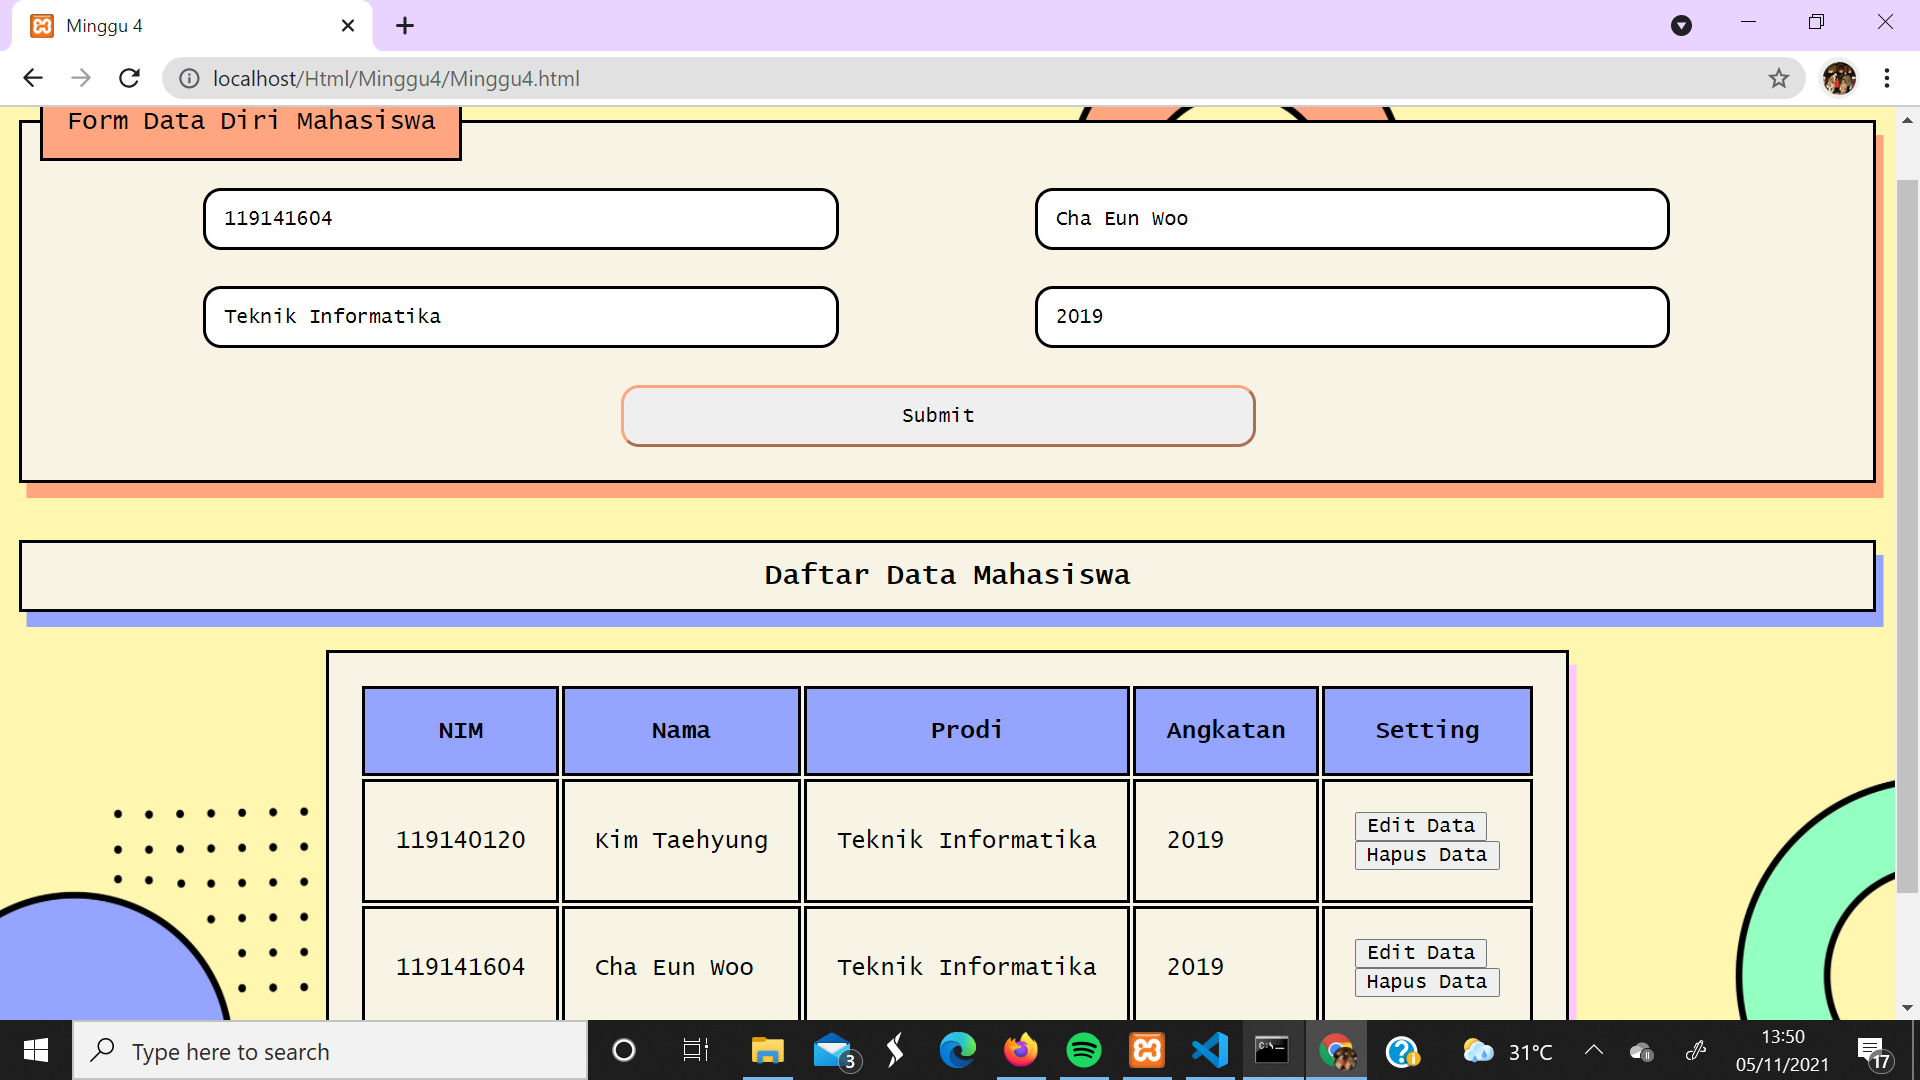 Minggu 4
localhost/Html/Minggu4/Minggu4.html
Form Data Diri Mahasiswa
119141604
Cha Eun Woo
Teknik Informatika
2019
Submit
Daftar Data Mahasiswa
NIM Nama Prodi Angkatan Setting
119140120 Kim Taehyung Teknik Informatika 2019 Edit Data
Hapus Data
119141604 Cha Eun Woo Teknik Informatika 2019 Edit Data
Hapus Data
Type here to search
3
31°C
13:50
05/11/2021
17